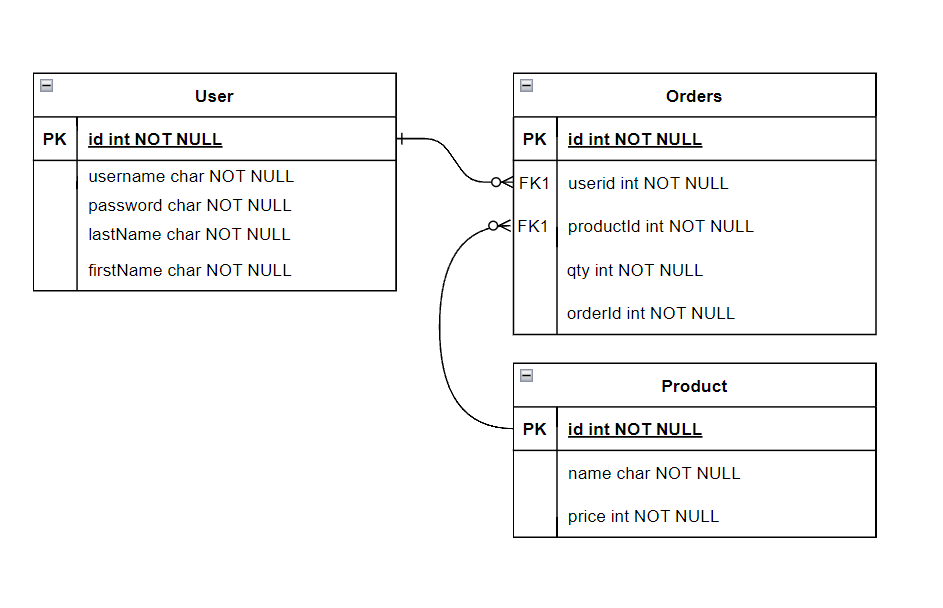 User
PK id int NOT NULL
username char NOT NULL
password char NOT NULL
lastName char NOT NULL
firstName char NOT NULL
Orders
PK id int NOT NULL
FK1 userid int NOT NULL
FK1 productId int NOT NULL
qty int NOT NULL
orderId int NOT NULL
Product
PK id int NOT NULL
name char NOT NULL
price int NOT NULL